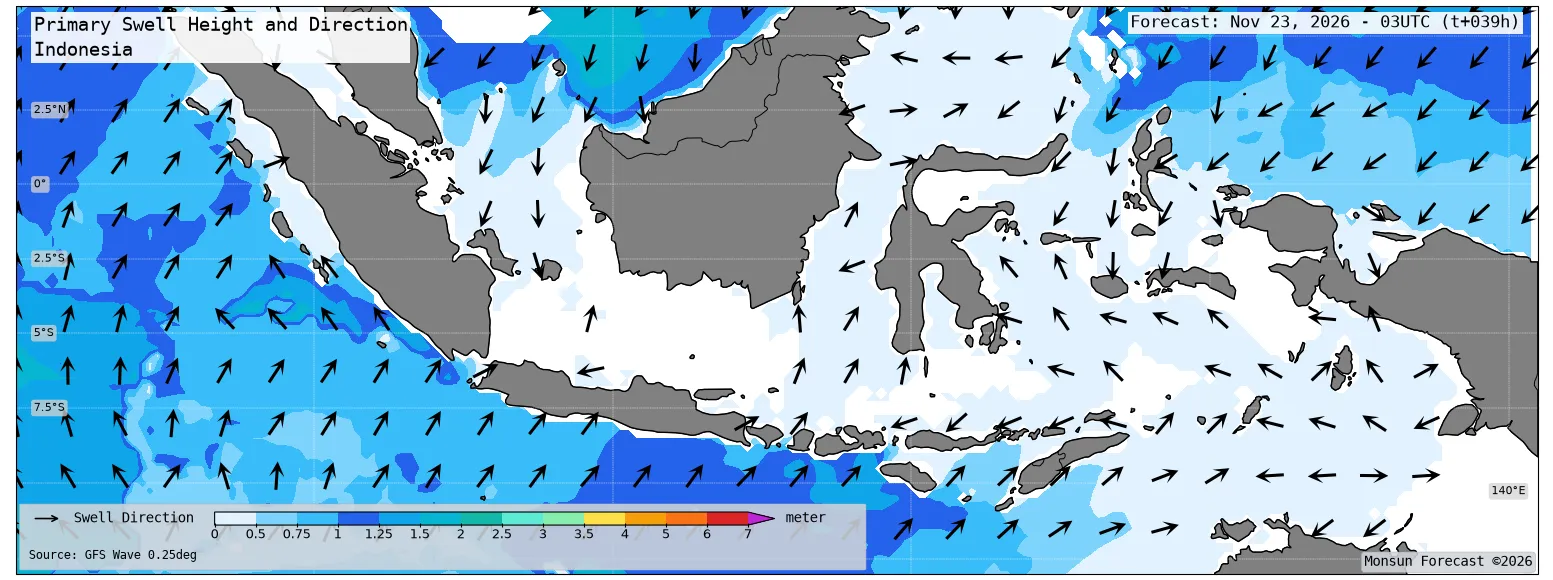 Primary Swell Height and Direction
Indonesia
Forecast: Nov 23, 2026 - 03UTC (t+039h)
2.5°N
0°
2.5°S
5°S
7.5°S
140°E
Swell Direction
0 0.5 0.75 1 1.25 1.5 2 2.5 3 3.5 4 5 6 7
meter
Source: GFS Wave 0.25deg
Monsun Forecast ©2026